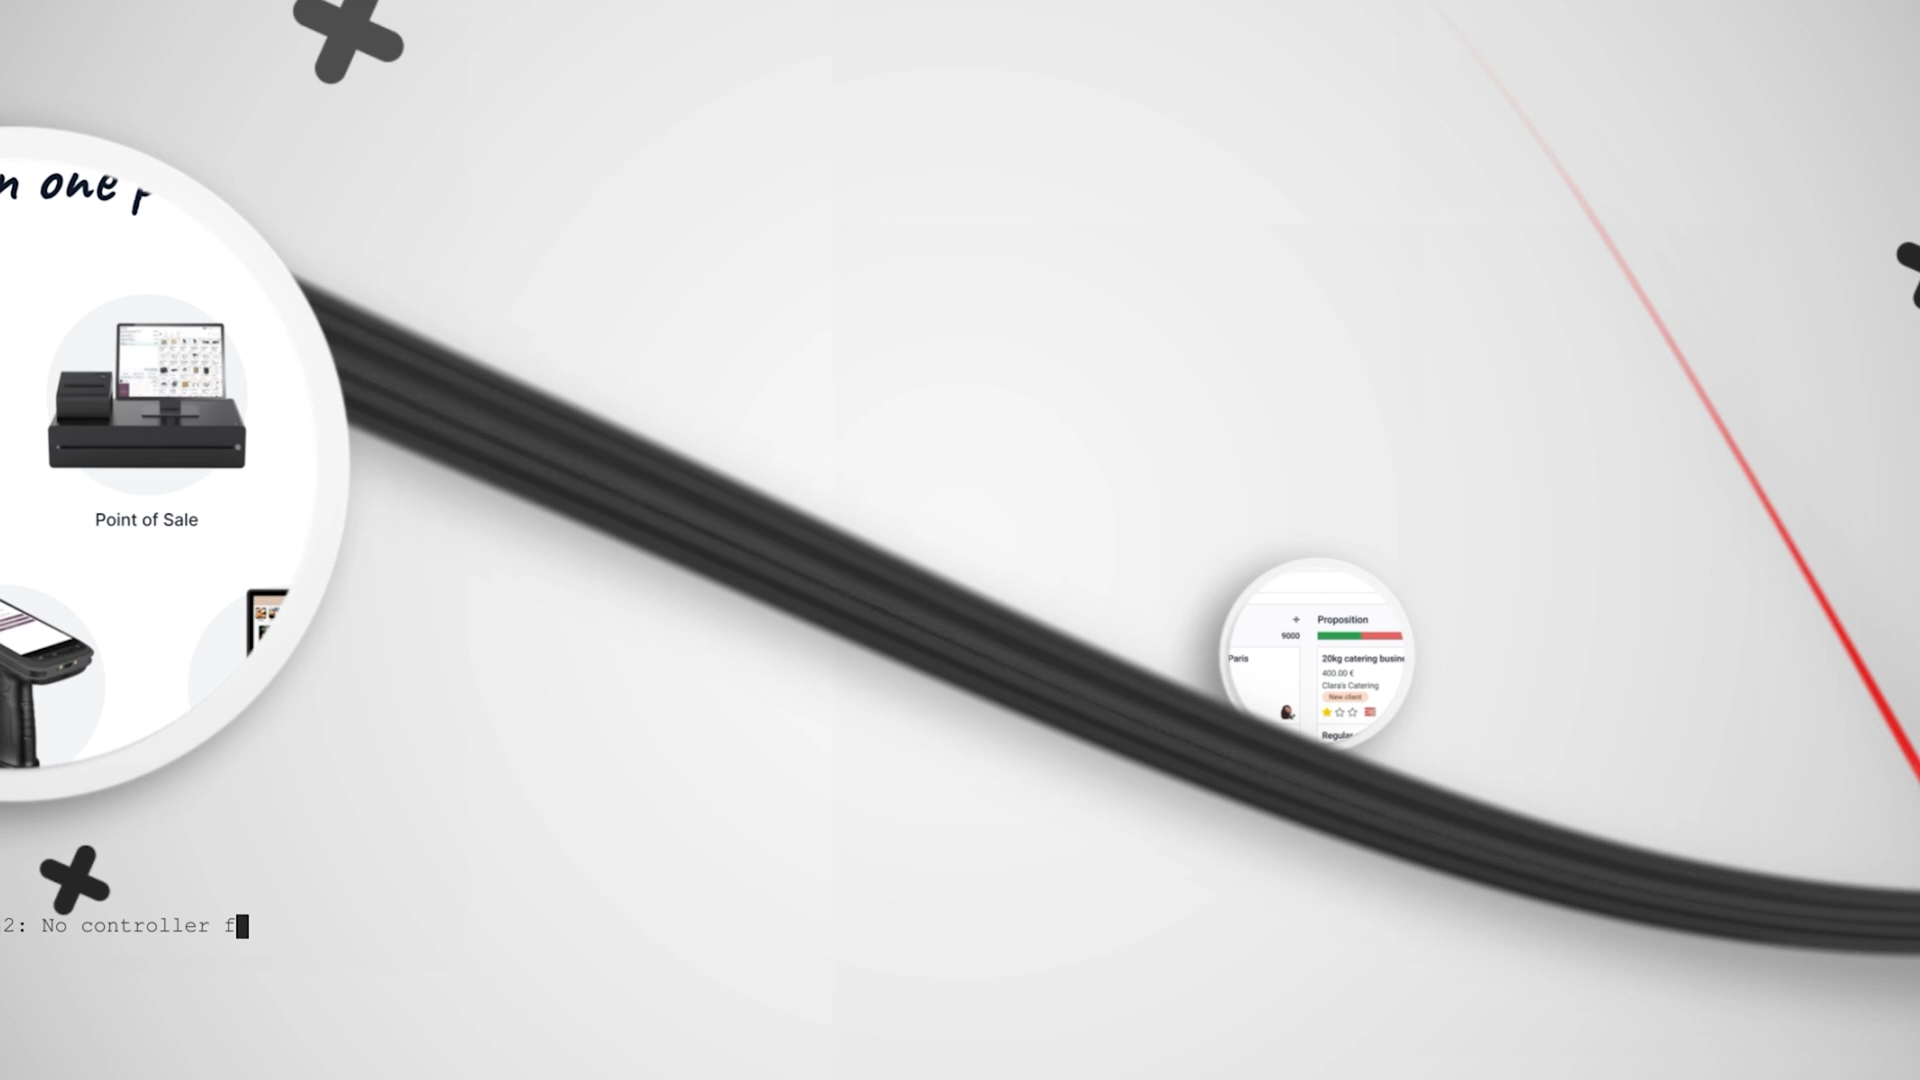 n one
Point of Sale
+ Proposition
9000
Paris
20kg catering busine
400.00 €
Clara's Catering
New client
Regular
2: No controller f